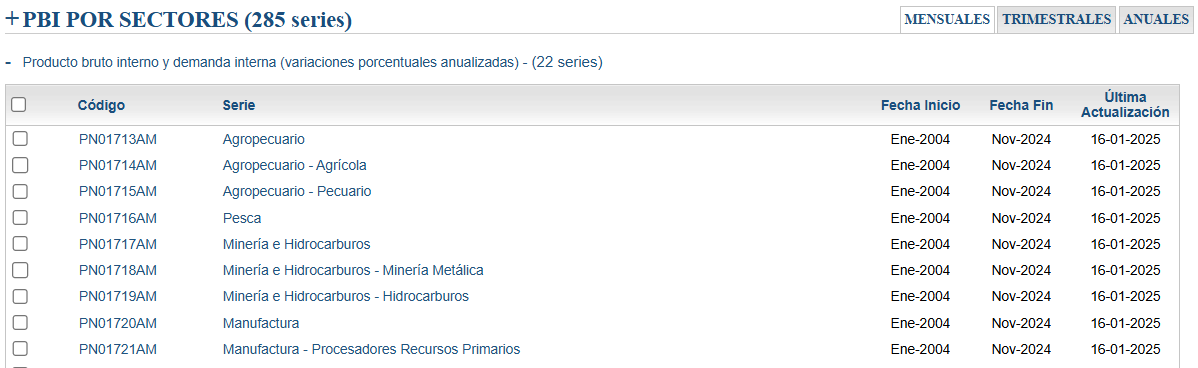 +PBI POR SECTORES (285 series)
MENSUALES TRIMESTRALES ANUALES
- Producto bruto interno y demanda interna (variaciones porcentuales anualizadas) - (22 series)
Código Serie Fecha Inicio Fecha Fin Última Actualización
PN01713AM Agropecuario Ene-2004 Nov-2024 16-01-2025
PN01714AM Agropecuario - Agrícola Ene-2004 Nov-2024 16-01-2025
PN01715AM Agropecuario - Pecuario Ene-2004 Nov-2024 16-01-2025
PN01716AM Pesca Ene-2004 Nov-2024 16-01-2025
PN01717AM Minería e Hidrocarburos Ene-2004 Nov-2024 16-01-2025
PN01718AM Minería e Hidrocarburos - Minería Metálica Ene-2004 Nov-2024 16-01-2025
PN01719AM Minería e Hidrocarburos - Hidrocarburos Ene-2004 Nov-2024 16-01-2025
PN01720AM Manufactura Ene-2004 Nov-2024 16-01-2025
PN01721AM Manufactura - Procesadores Recursos Primarios Ene-2004 Nov-2024 16-01-2025